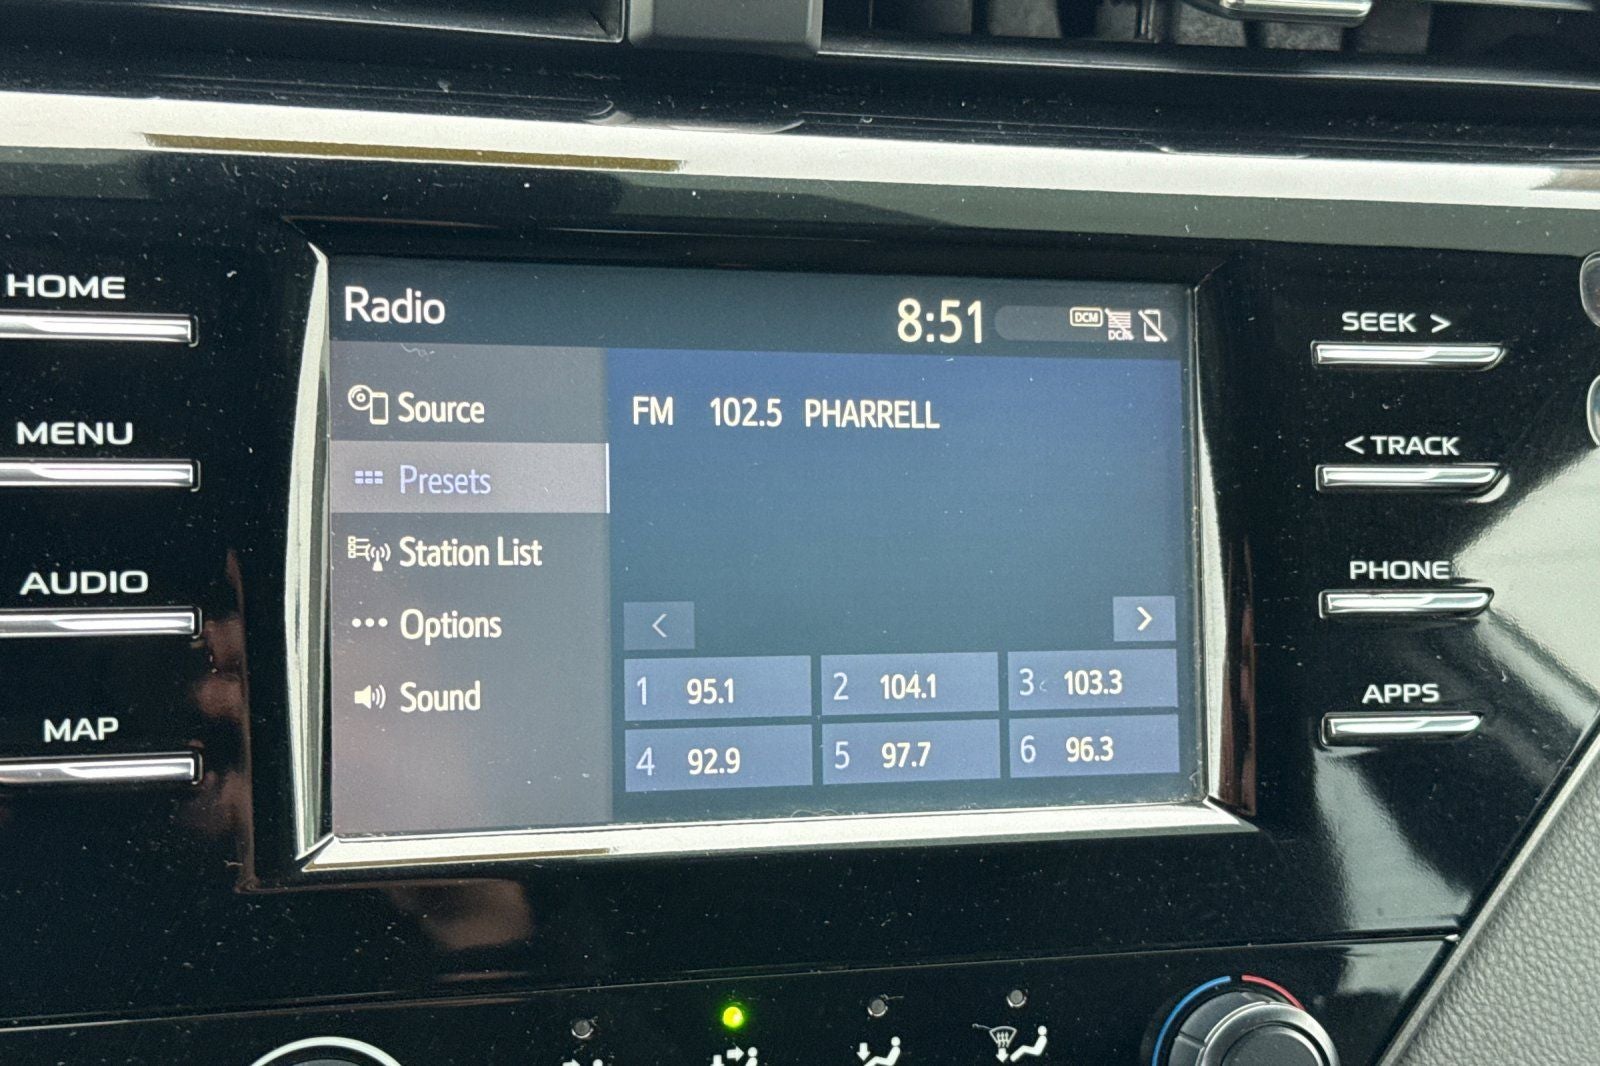 HOME
MENU
AUDIO
MAP
Radio
8:51
DCM
DCM
Source
Presets
Station List
Options
Sound
FM 102.5 PHARRELL
<
>
1 95.1
2 104.1
3 103.3
4 92.9
5 97.7
6 96.3
SEEK >
< TRACK
PHONE
APPS